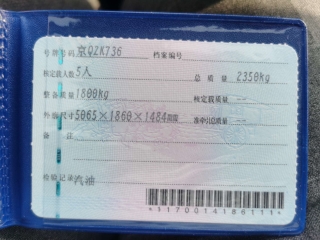 号牌号码 京QZK736 档案编号
核定载人数 5人 总质量 2350kg
整备质量 1800kg 核定载质量 --
外廓尺寸 5065×1860×1484mm 准牵引总质量 --
备注
检验记录 汽油
*1170014186111*